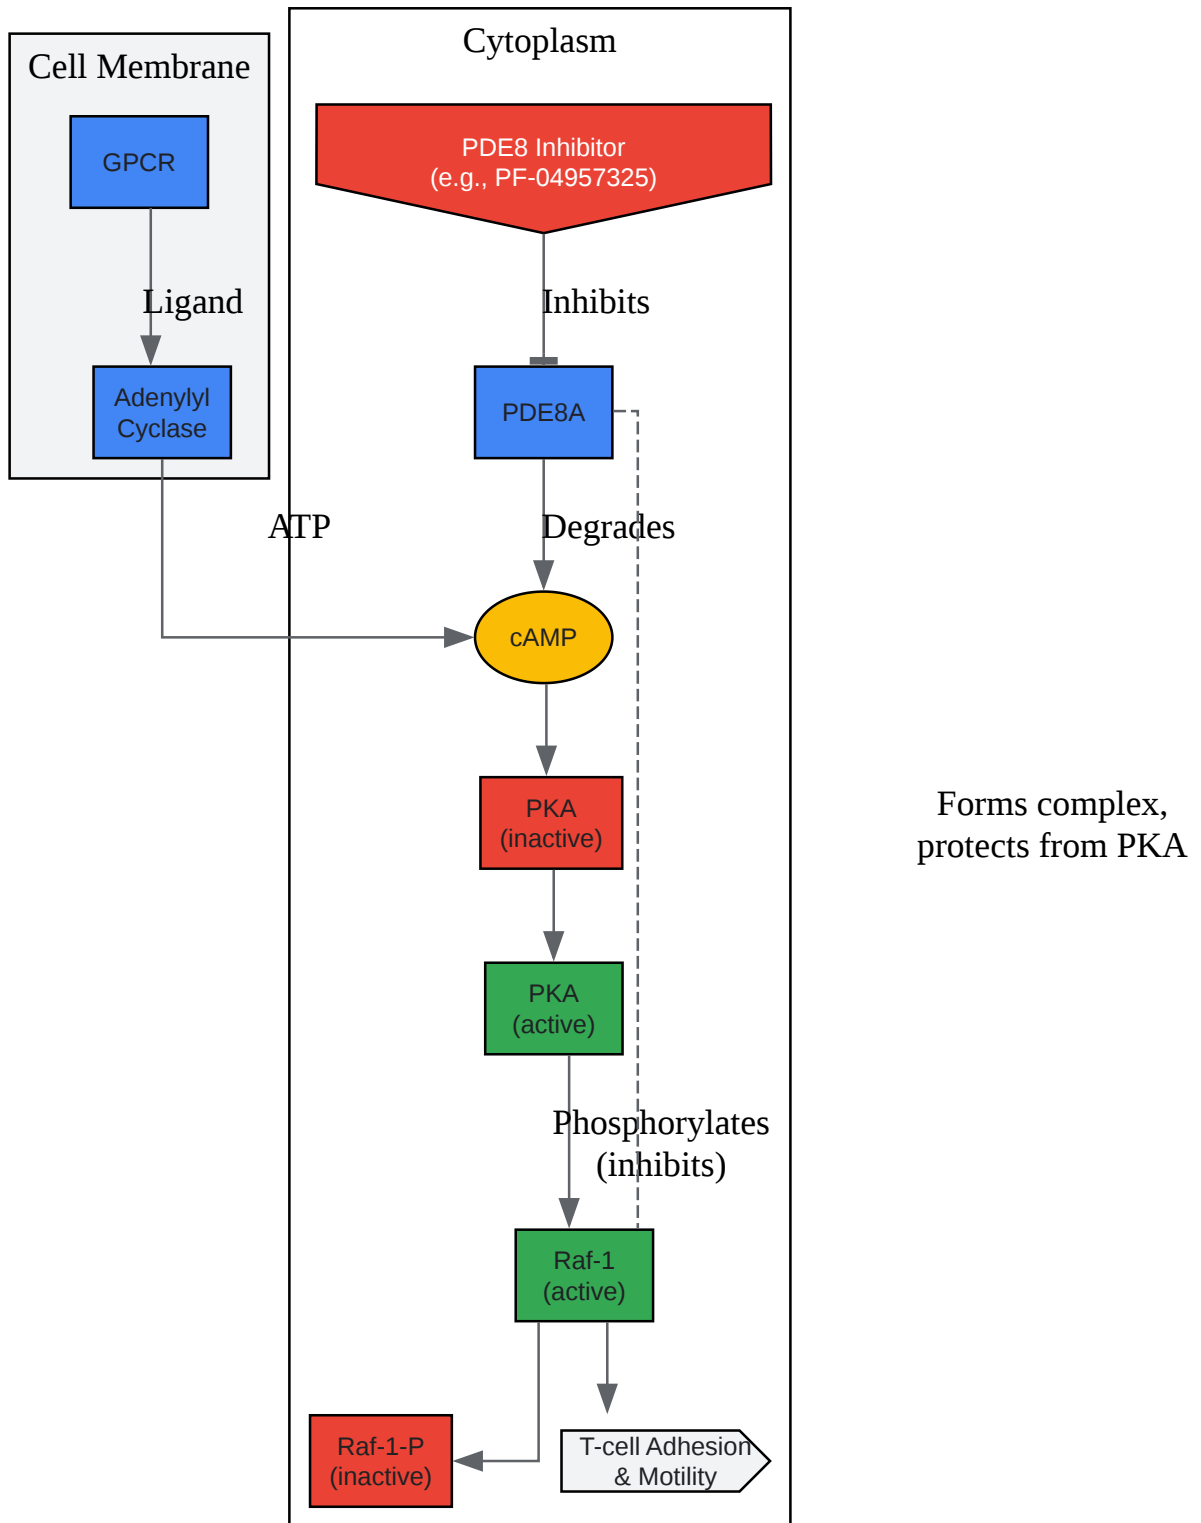 Cytoplasm
Cell Membrane
PDE8 Inhibitor
(e.g., PF-04957325)
GPCR
Ligand
Inhibits
Adenylyl
Cyclase
PDE8A
ATP
Degrades
cAMP
PKA
(inactive)
Forms complex,
protects from PKA
PKA
(active)
Phosphorylates
(inhibits)
Raf-1
(active)
Raf-1-P
(inactive)
T-cell Adhesion
& Motility